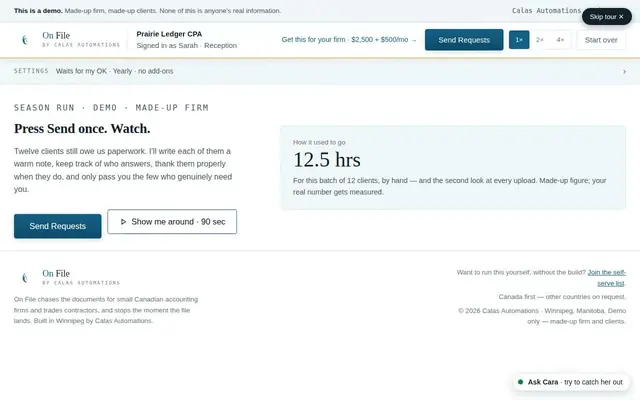 This is a demo. Made-up firm, made-up clients. None of this is anyone's real information.
Calas Automations
Skip tour ✕
On File
BY CALAS AUTOMATIONS
Prairie Ledger CPA
Signed in as Sarah · Reception
Get this for your firm · $2,500 + $500/mo →
Send Requests
1×
2×
4×
Start over
SETTINGS
Waits for my OK · Yearly · no add-ons
›
SEASON RUN · DEMO · MADE-UP FIRM
Press Send once. Watch.
Twelve clients still owe us paperwork. I'll write each of them a
warm note, keep track of who answers, thank them properly
when they do, and only pass you the few who genuinely need
you.
Send Requests
Show me around · 90 sec
How it used to go
12.5 hrs
For this batch of 12 clients, by hand — and the second look at every upload. Made-up figure; your
real number gets measured.
On File
BY CALAS AUTOMATIONS
On File chases the documents for small Canadian accounting
firms and trades contractors, and stops the moment the file
lands. Built in Winnipeg by Calas Automations.
Want to run this yourself, without the build? Join the self-
serve list.
Canada first — other countries on request.
© 2026 Calas Automations · Winnipeg, Manitoba. Demo
only — made-up firm and clients.
Ask Cara · try to catch her out